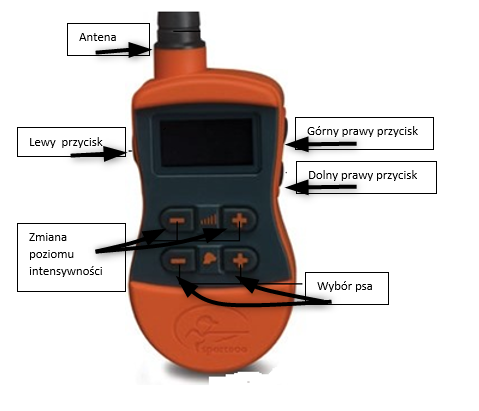 Antena
Górny prawy przycisk
Lewy przycisk
Dolny prawy przycisk
Zmiana
poziomu
intensywności
Wybór psa